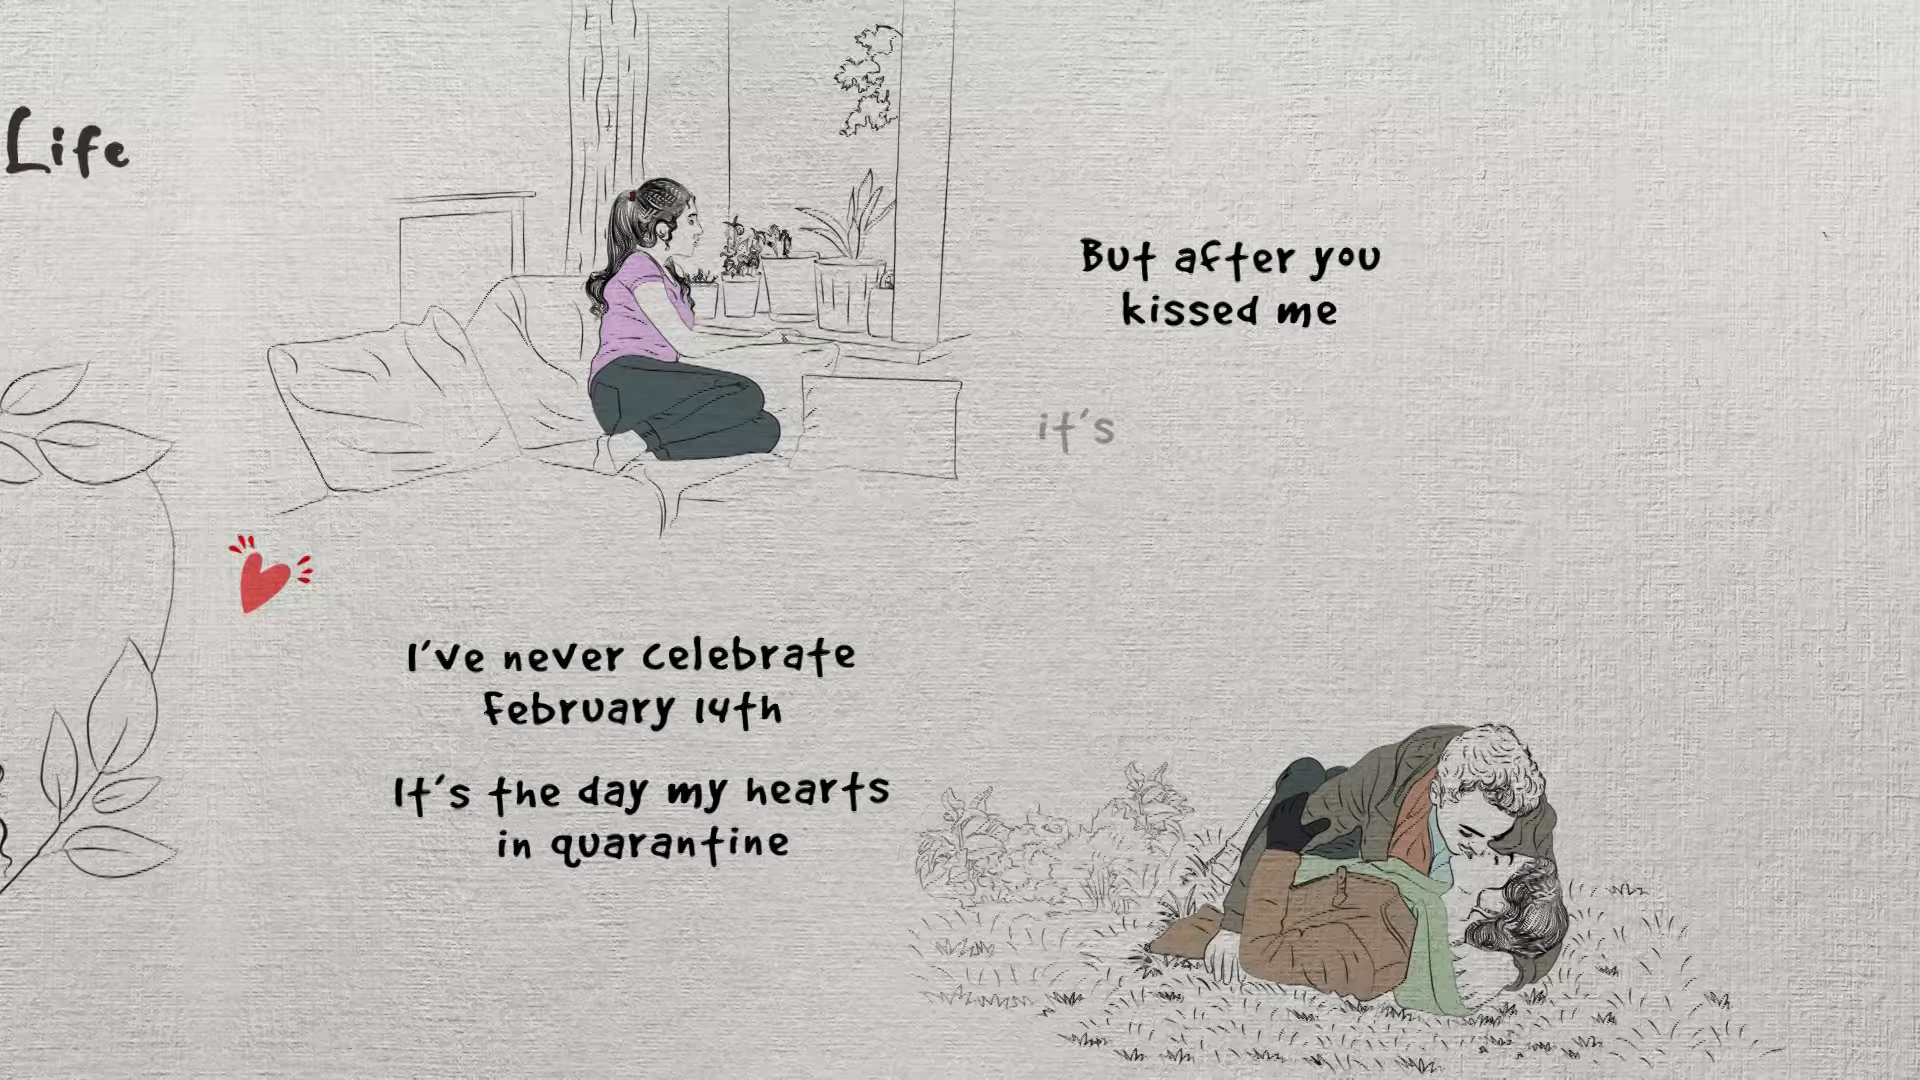 Life
But after you
kissed me
it's
I've never celebrate
February 14th
It's the day my hearts
in quarantine